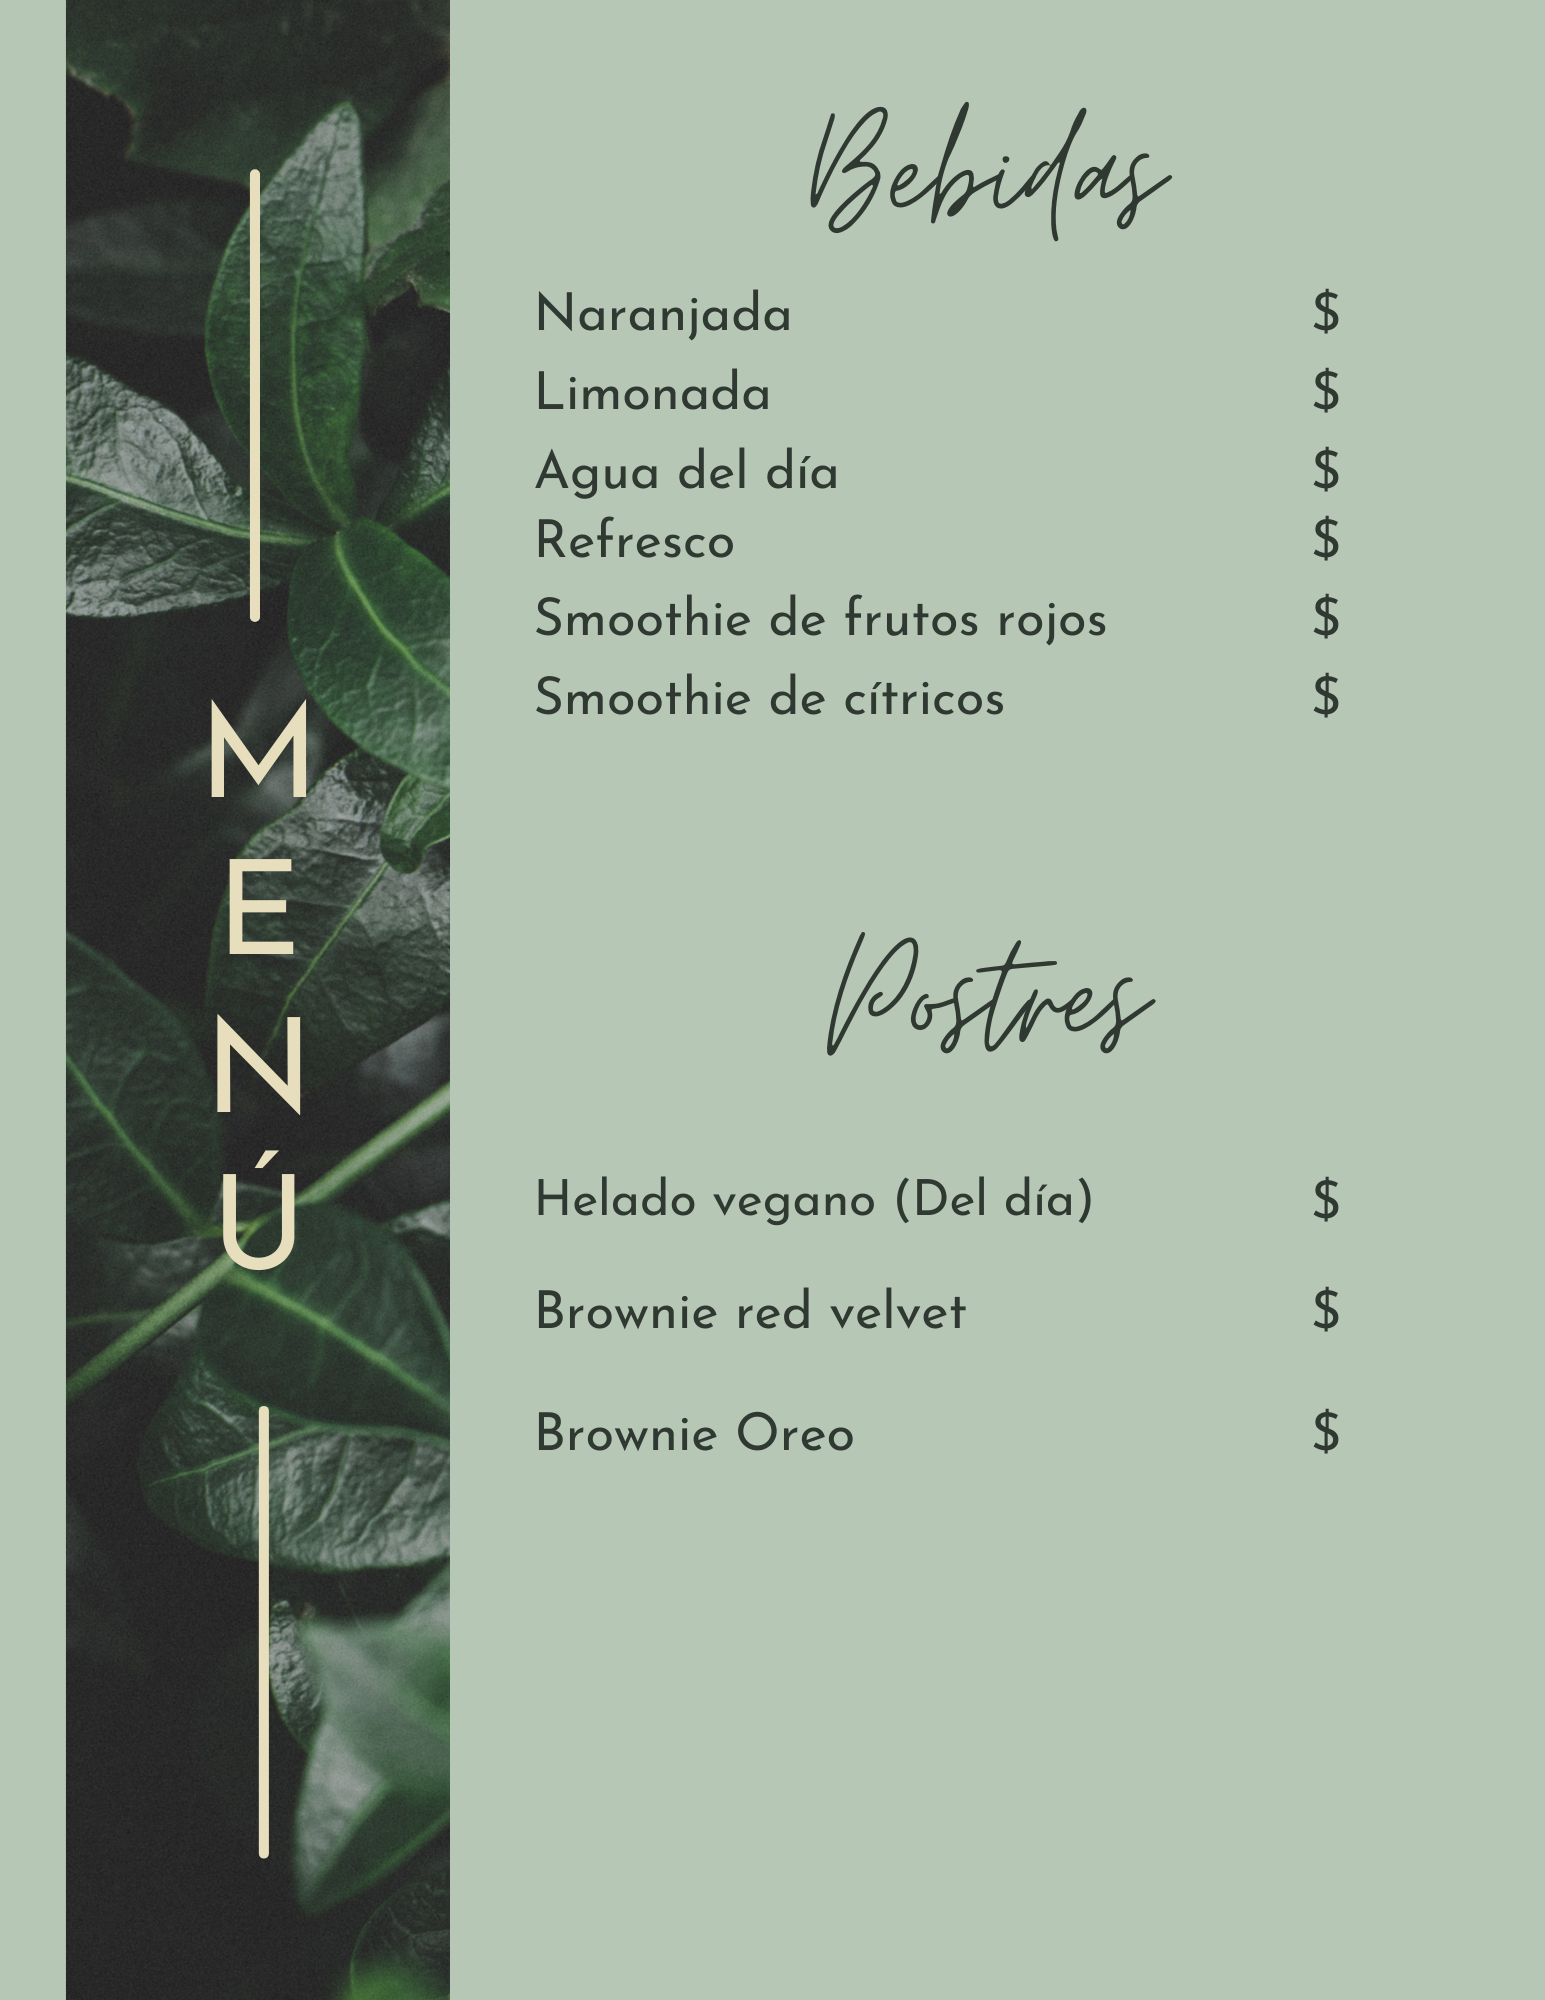 MENÚ
Bebidas
Naranjada $
Limonada $
Agua del día $
Refresco $
Smoothie de frutos rojos $
Smoothie de cítricos $
Postres
Helado vegano (Del día) $
Brownie red velvet $
Brownie Oreo $